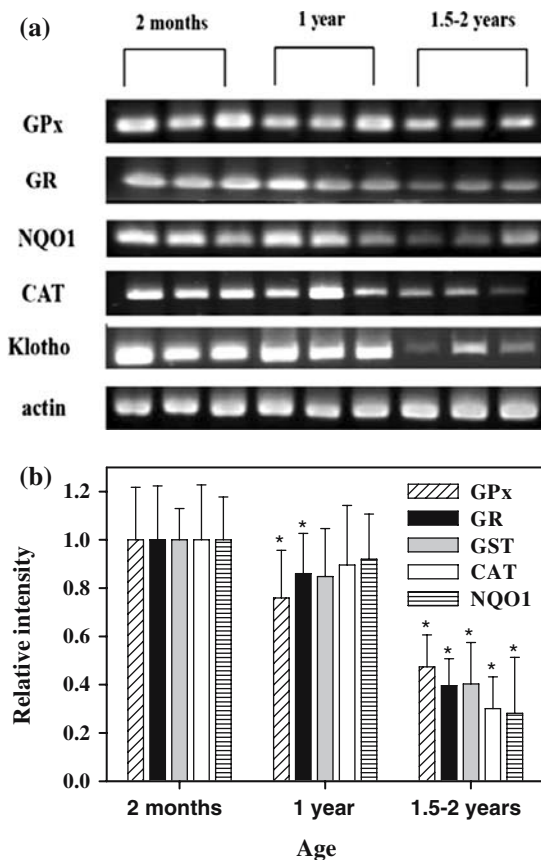 (a)
2 months 1 year 1.5-2 years
GPx
GR
NQO1
CAT
Klotho
actin
(b)
Relative intensity
1.2
1.0
0.8
0.6
0.4
0.2
0.0
GPx
GR
GST
CAT
NQO1
* *
* * * * *
2 months 1 year 1.5-2 years
Age